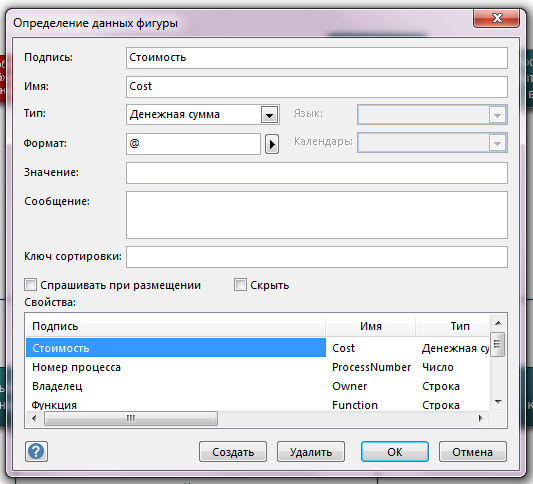 Определение данных фигуры
Подпись: Стоимость
Имя: Cost
Тип: Денежная сумма Язык:
Формат: @ Календарь:
Значение:
Сообщение:
Ключ сортировки:
Спрашивать при размещении Скрыть
Свойства:
Подпись Имя Тип
Стоимость Cost Денежная су
Номер процесса ProcessNumber Число
Владелец Owner Строка
Функция Function Строка
Создать Удалить OK Отмена